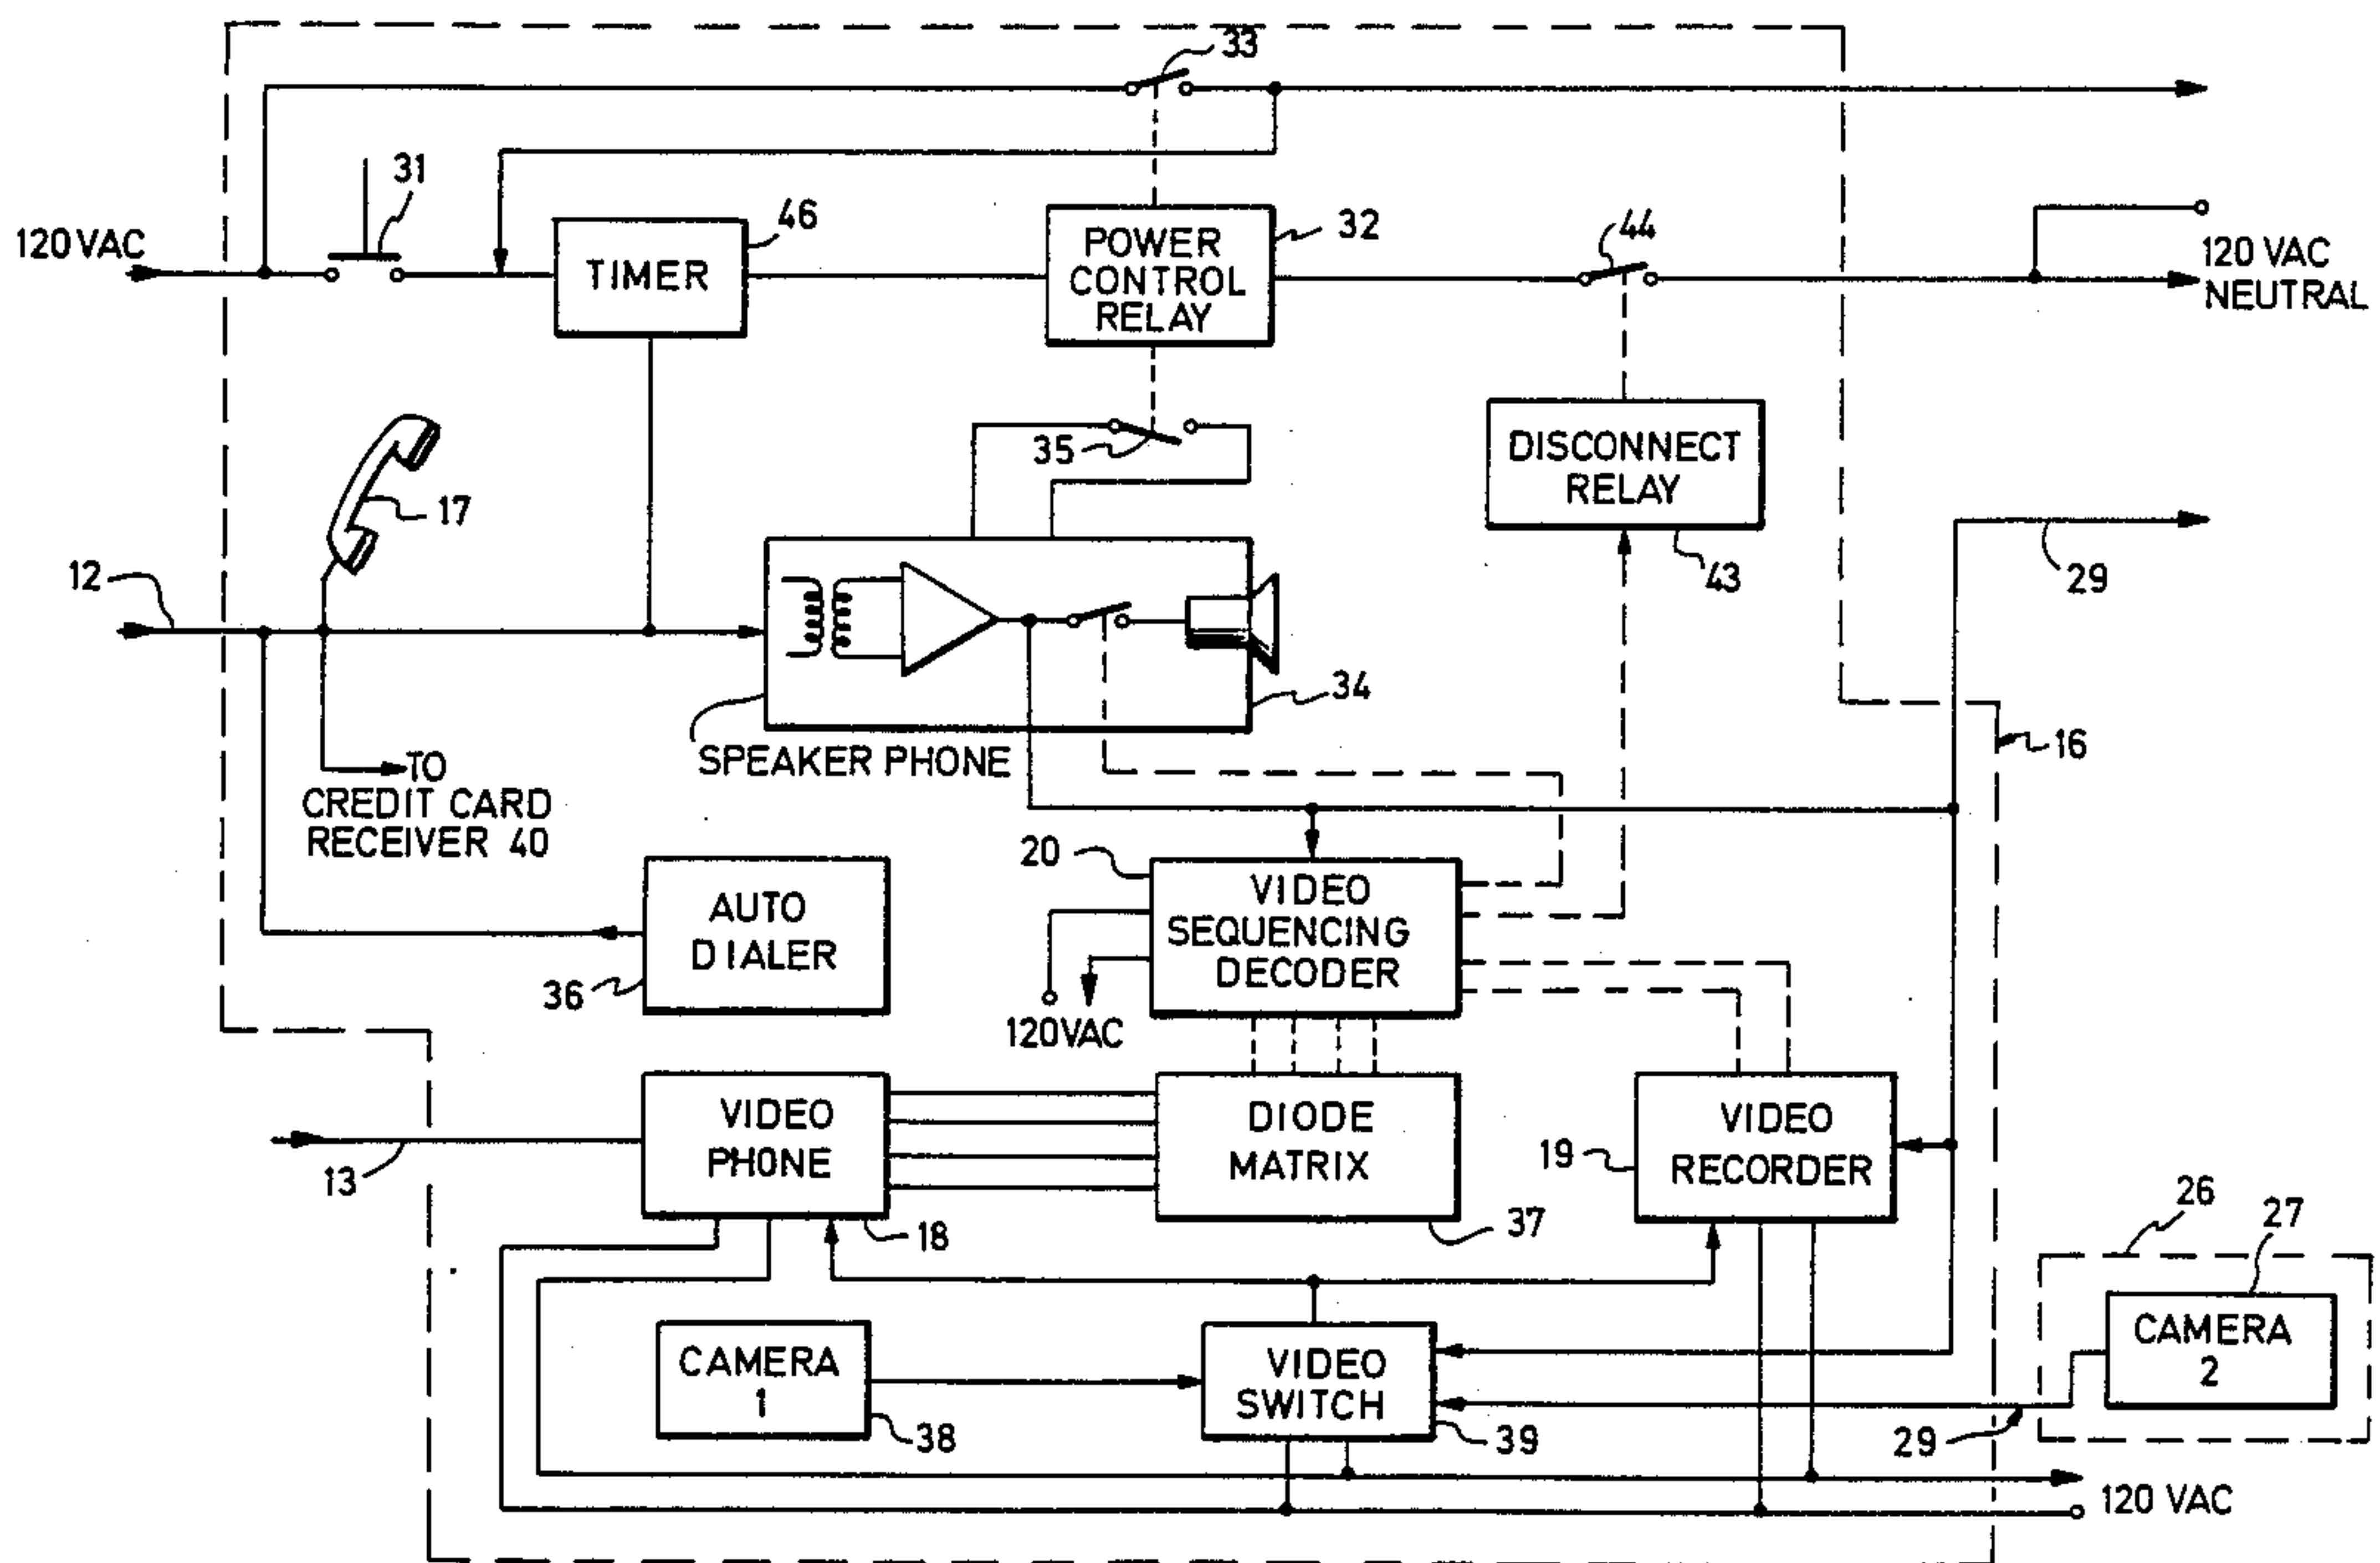 33
31
46
120 VAC
TIMER
POWER
CONTROL
RELAY
32
44
120 VAC
NEUTRAL
17
35
DISCONNECT
RELAY
43
29
12
34
SPEAKER PHONE
16
TO
CREDIT CARD
RECEIVER 40
20
VIDEO
SEQUENCING
DECODER
AUTO
DIALER
36
120VAC
VIDEO
PHONE
DIODE
MATRIX
VIDEO
RECORDER
19
13
18
37
26
27
CAMERA
1
38
VIDEO
SWITCH
39
CAMERA
2
29
120 VAC